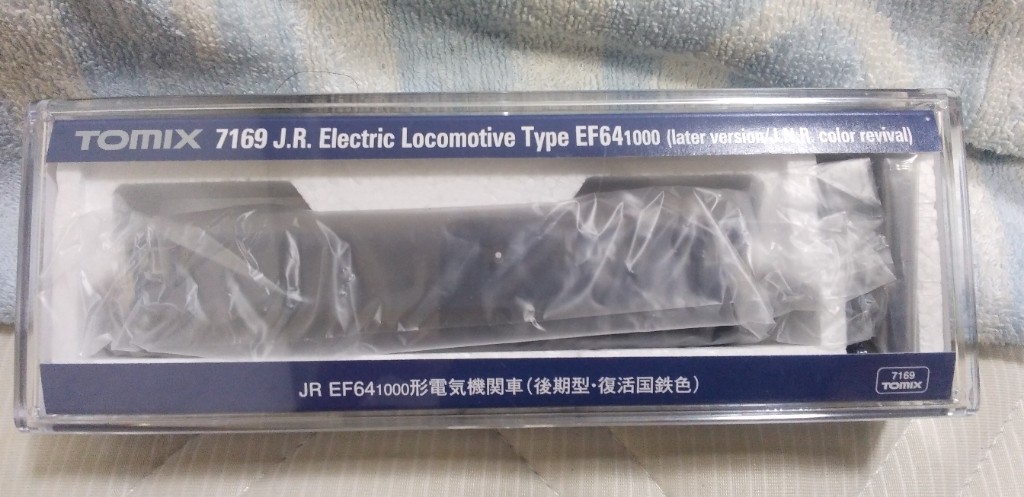 TOMIX 7169 J.R. Electric Locomotive Type EF641000 (later version/J.N.R. color revival)
JR EF641000形電気機関車(後期型・復活国鉄色)
7169
TOMIX